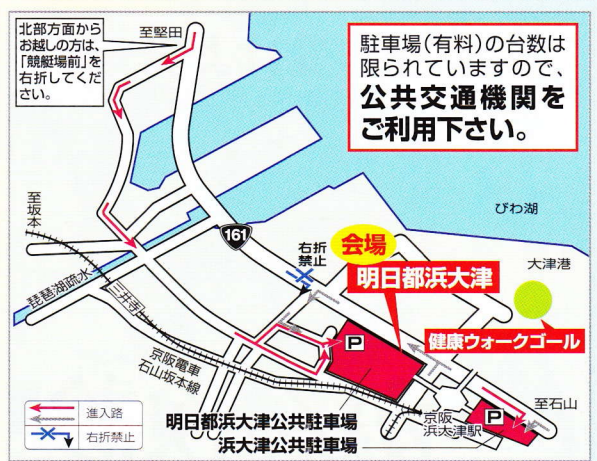 北部方面から
お越しの方は、
「競艇場前」を
右折してくだ
さい。
至堅田
駐車場(有料)の台数は
限られていますので、
公共交通機関を
ご利用下さい。
至坂本
びわ湖
161
右折
禁止
会場
大津港
明日都浜大津
琵琶湖疏水
三井寺
P
健康ウォークゴール
京阪電車
石山坂本線
至石山
進入路
右折禁止
明日都浜大津公共駐車場
浜大津公共駐車場
京阪
浜大津駅
P